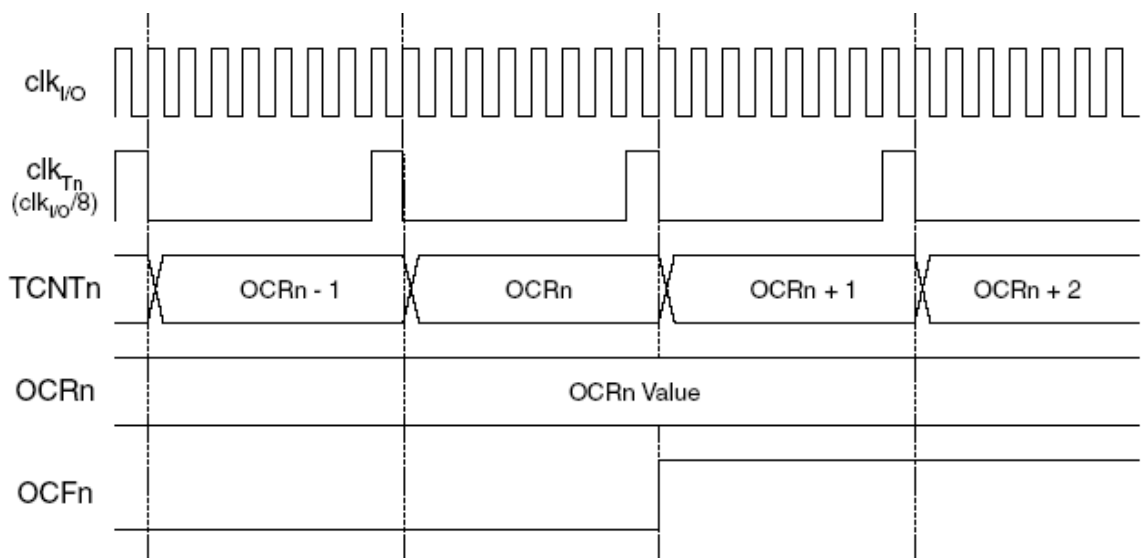 clk_I/O
clk_Tn
(clk_I/O/8)
TCNTn OCRn - 1 OCRn OCRn + 1 OCRn + 2
OCRn OCRn Value
OCFn